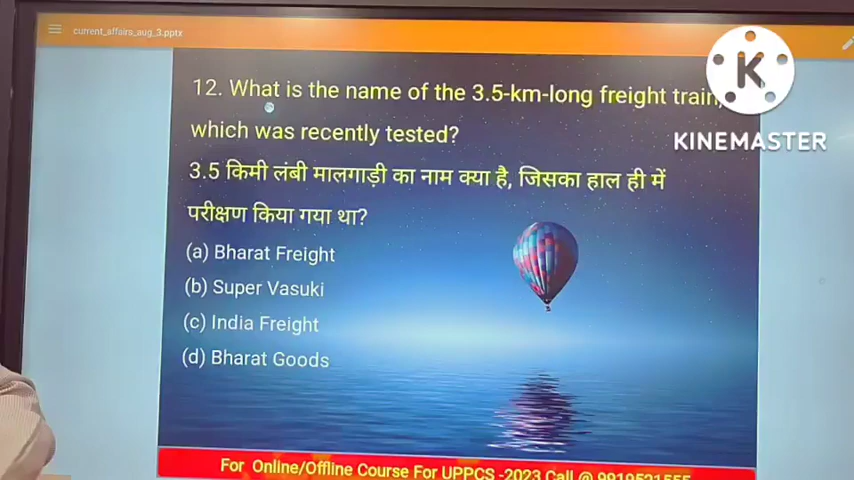 current_affairs_aug_3.pptx
K
KINEMASTER
12. What is the name of the 3.5-km-long freight train,
which was recently tested?
3.5 किमी लंबी मालगाड़ी का नाम क्या है, जिसका हाल ही में
परीक्षण किया गया था?
(a) Bharat Freight
(b) Super Vasuki
(c) India Freight
(d) Bharat Goods
For Online/Offline Course For UPPCS -2023 Call @ 9919521555